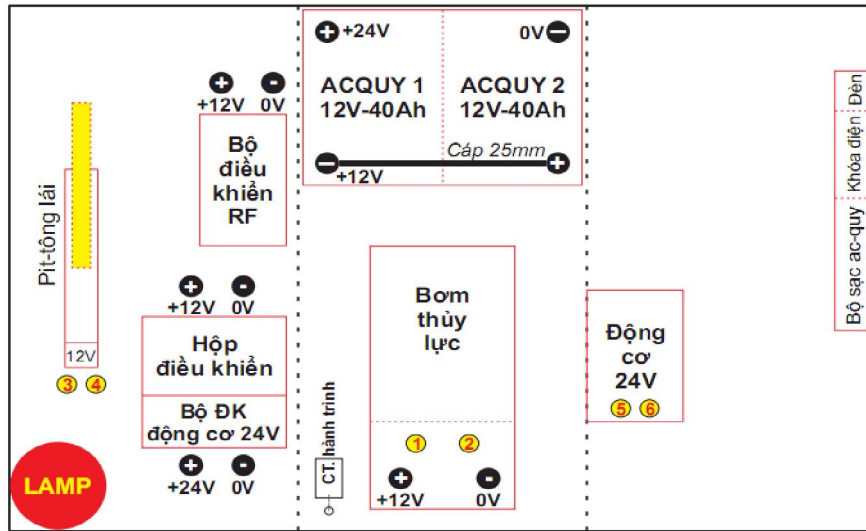 +24V
0V
ACQUY 1
12V-40Ah
ACQUY 2
12V-40Ah
Cáp 25mm
+12V
+12V 0V
Bộ
điều
khiển
RF
Pit-tông lái
12V
3 4
+12V 0V
Hộp
điều khiển
Bộ ĐK
động cơ 24V
+24V 0V
LAMP
CT. hành trình
Bơm
thủy
lực
1 2
+12V 0V
Động
cơ
24V
5 6
Đèn
Khóa điện
Bộ sạc ac-quy